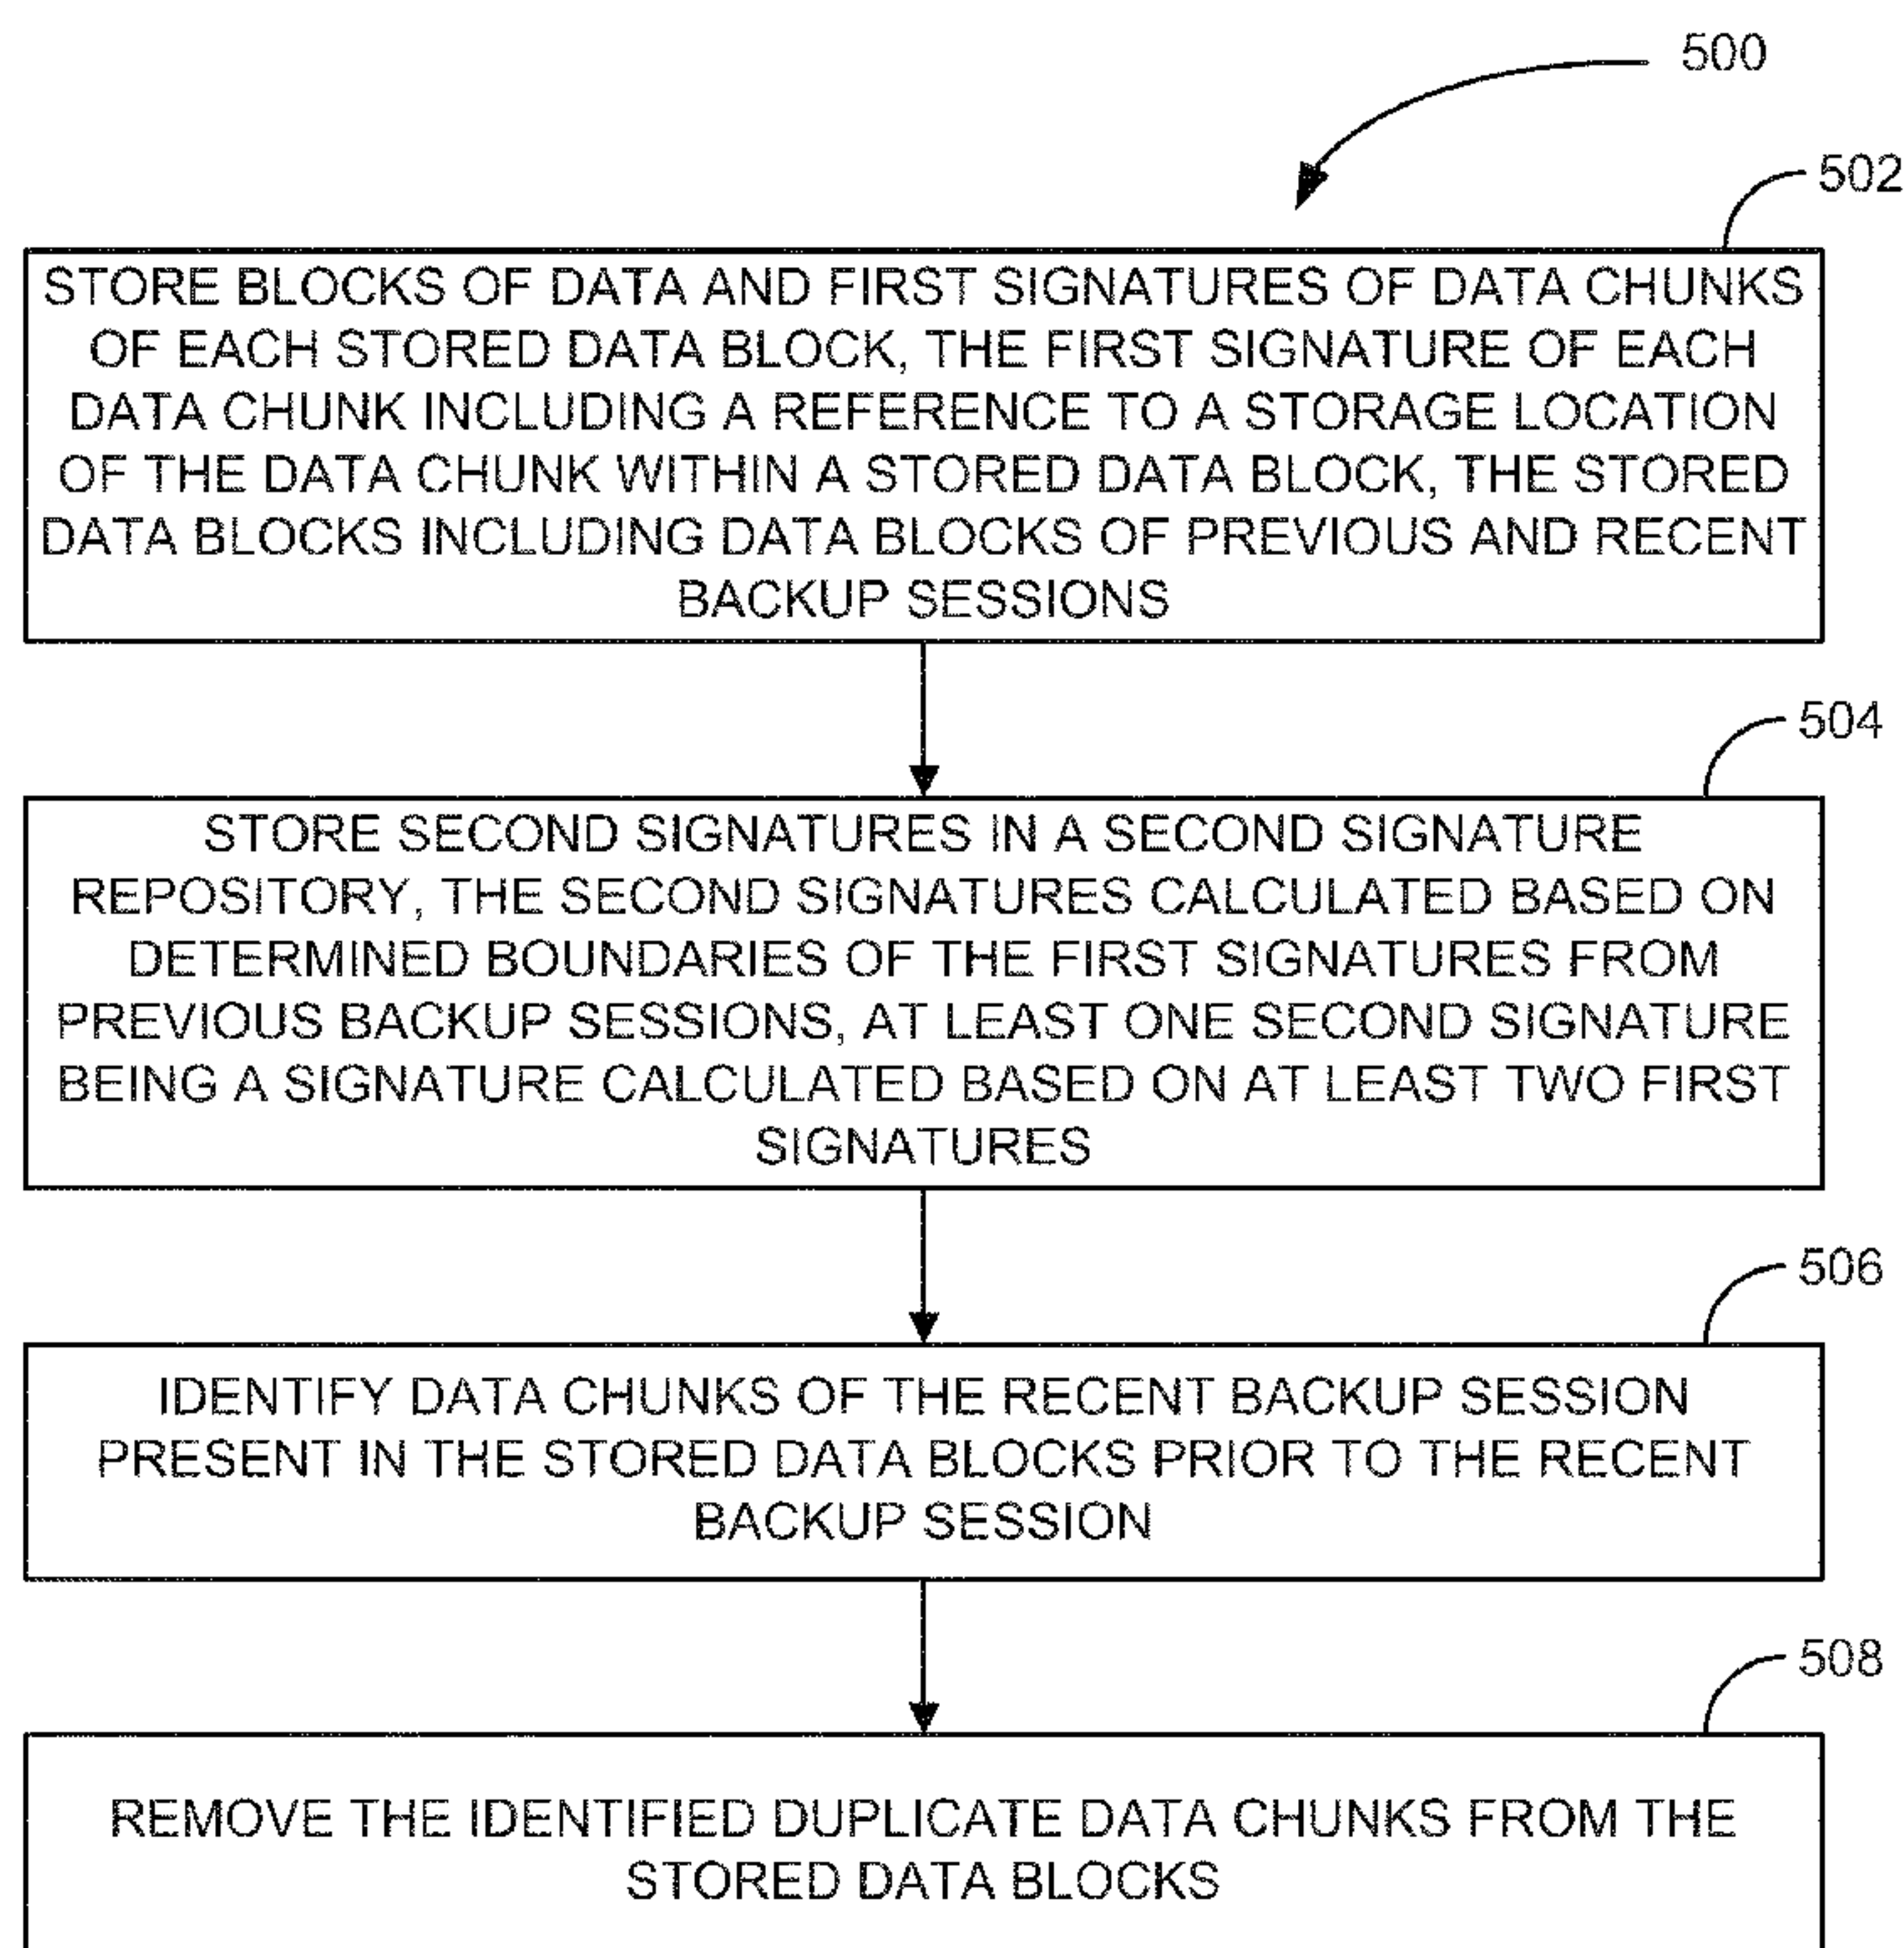 500
502
STORE BLOCKS OF DATA AND FIRST SIGNATURES OF DATA CHUNKS
OF EACH STORED DATA BLOCK, THE FIRST SIGNATURE OF EACH
DATA CHUNK INCLUDING A REFERENCE TO A STORAGE LOCATION
OF THE DATA CHUNK WITHIN A STORED DATA BLOCK, THE STORED
DATA BLOCKS INCLUDING DATA BLOCKS OF PREVIOUS AND RECENT
BACKUP SESSIONS
504
STORE SECOND SIGNATURES IN A SECOND SIGNATURE
REPOSITORY, THE SECOND SIGNATURES CALCULATED BASED ON
DETERMINED BOUNDARIES OF THE FIRST SIGNATURES FROM
PREVIOUS BACKUP SESSIONS, AT LEAST ONE SECOND SIGNATURE
BEING A SIGNATURE CALCULATED BASED ON AT LEAST TWO FIRST
SIGNATURES
506
IDENTIFY DATA CHUNKS OF THE RECENT BACKUP SESSION
PRESENT IN THE STORED DATA BLOCKS PRIOR TO THE RECENT
BACKUP SESSION
508
REMOVE THE IDENTIFIED DUPLICATE DATA CHUNKS FROM THE
STORED DATA BLOCKS